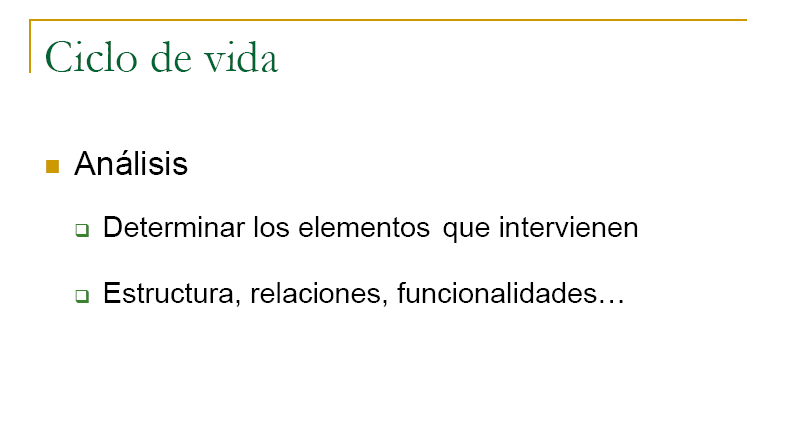 Ciclo de vida
Análisis
Determinar los elementos que intervienen
Estructura, relaciones, funcionalidades…